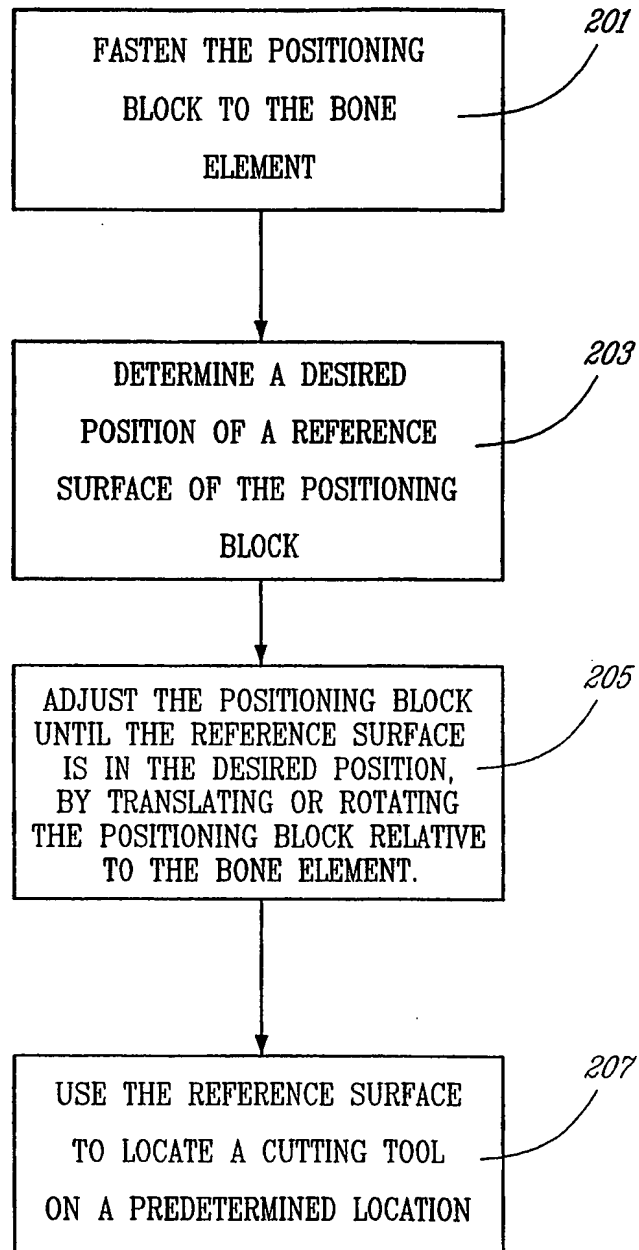 FASTEN THE POSITIONING
BLOCK TO THE BONE
ELEMENT
201
DETERMINE A DESIRED
POSITION OF A REFERENCE
SURFACE OF THE POSITIONING
BLOCK
203
ADJUST THE POSITIONING BLOCK
UNTIL THE REFERENCE SURFACE
IS IN THE DESIRED POSITION,
BY TRANSLATING OR ROTATING
THE POSITIONING BLOCK RELATIVE
TO THE BONE ELEMENT.
205
USE THE REFERENCE SURFACE
TO LOCATE A CUTTING TOOL
ON A PREDETERMINED LOCATION
207